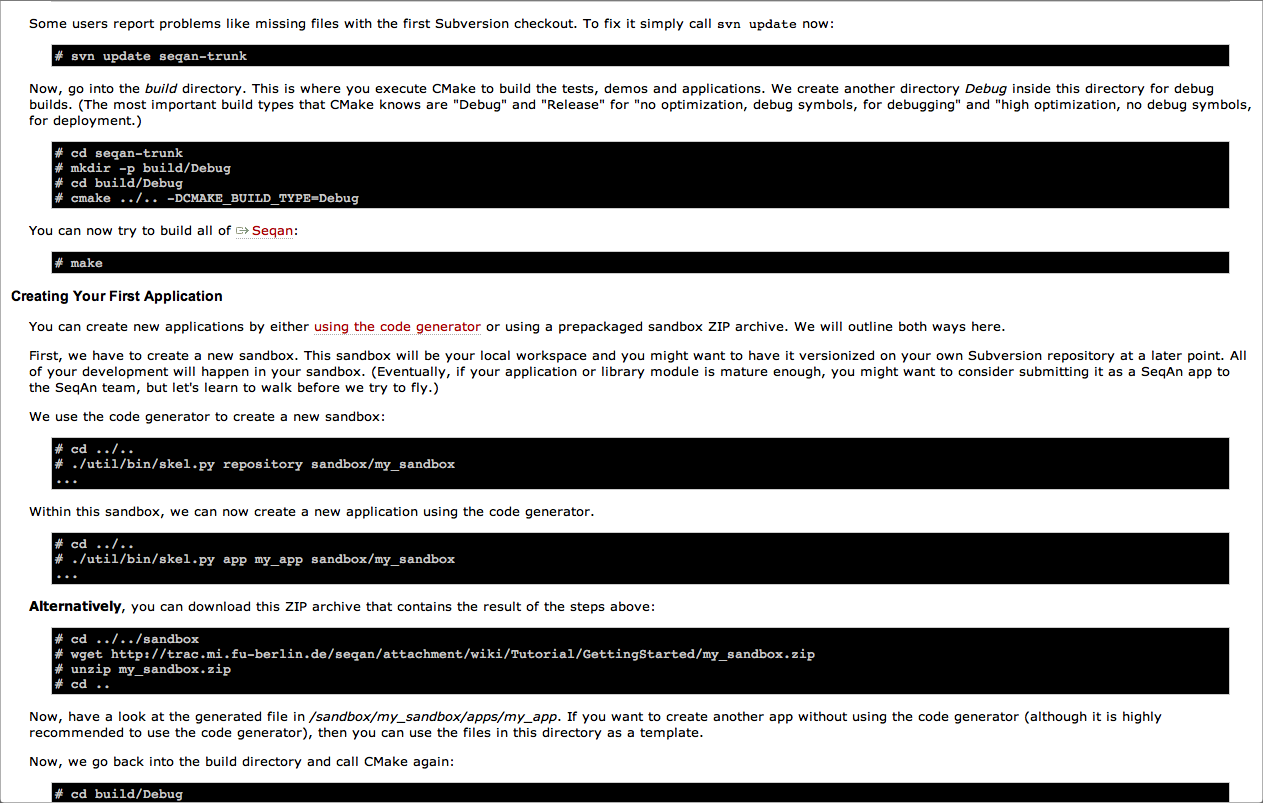 Some users report problems like missing files with the first Subversion checkout. To fix it simply call svn update now:
# svn update seqan-trunk
Now, go into the build directory. This is where you execute CMake to build the tests, demos and applications. We create another directory Debug inside this directory for debug
builds. (The most important build types that CMake knows are "Debug" and "Release" for "no optimization, debug symbols, for debugging" and "high optimization, no debug symbols,
for deployment.)
# cd seqan-trunk
# mkdir -p build/Debug
# cd build/Debug
# cmake ../.. -DCMAKE_BUILD_TYPE=Debug
You can now try to build all of Seqan:
# make
Creating Your First Application
You can create new applications by either using the code generator or using a prepackaged sandbox ZIP archive. We will outline both ways here.
First, we have to create a new sandbox. This sandbox will be your local workspace and you might want to have it versionized on your own Subversion repository at a later point. All
of your development will happen in your sandbox. (Eventually, if your application or library module is mature enough, you might want to consider submitting it as a SeqAn app to
the SeqAn team, but let's learn to walk before we try to fly.)
We use the code generator to create a new sandbox:
# cd ../..
# ./util/bin/skel.py repository sandbox/my_sandbox
...
Within this sandbox, we can now create a new application using the code generator.
# cd ../..
# ./util/bin/skel.py app my_app sandbox/my_sandbox
...
Alternatively, you can download this ZIP archive that contains the result of the steps above:
# cd ../../sandbox
# wget http://trac.mi.fu-berlin.de/seqan/attachment/wiki/Tutorial/GettingStarted/my_sandbox.zip
# unzip my_sandbox.zip
# cd ..
Now, have a look at the generated file in /sandbox/my_sandbox/apps/my_app. If you want to create another app without using the code generator (although it is highly
recommended to use the code generator), then you can use the files in this directory as a template.
Now, we go back into the build directory and call CMake again:
# cd build/Debug